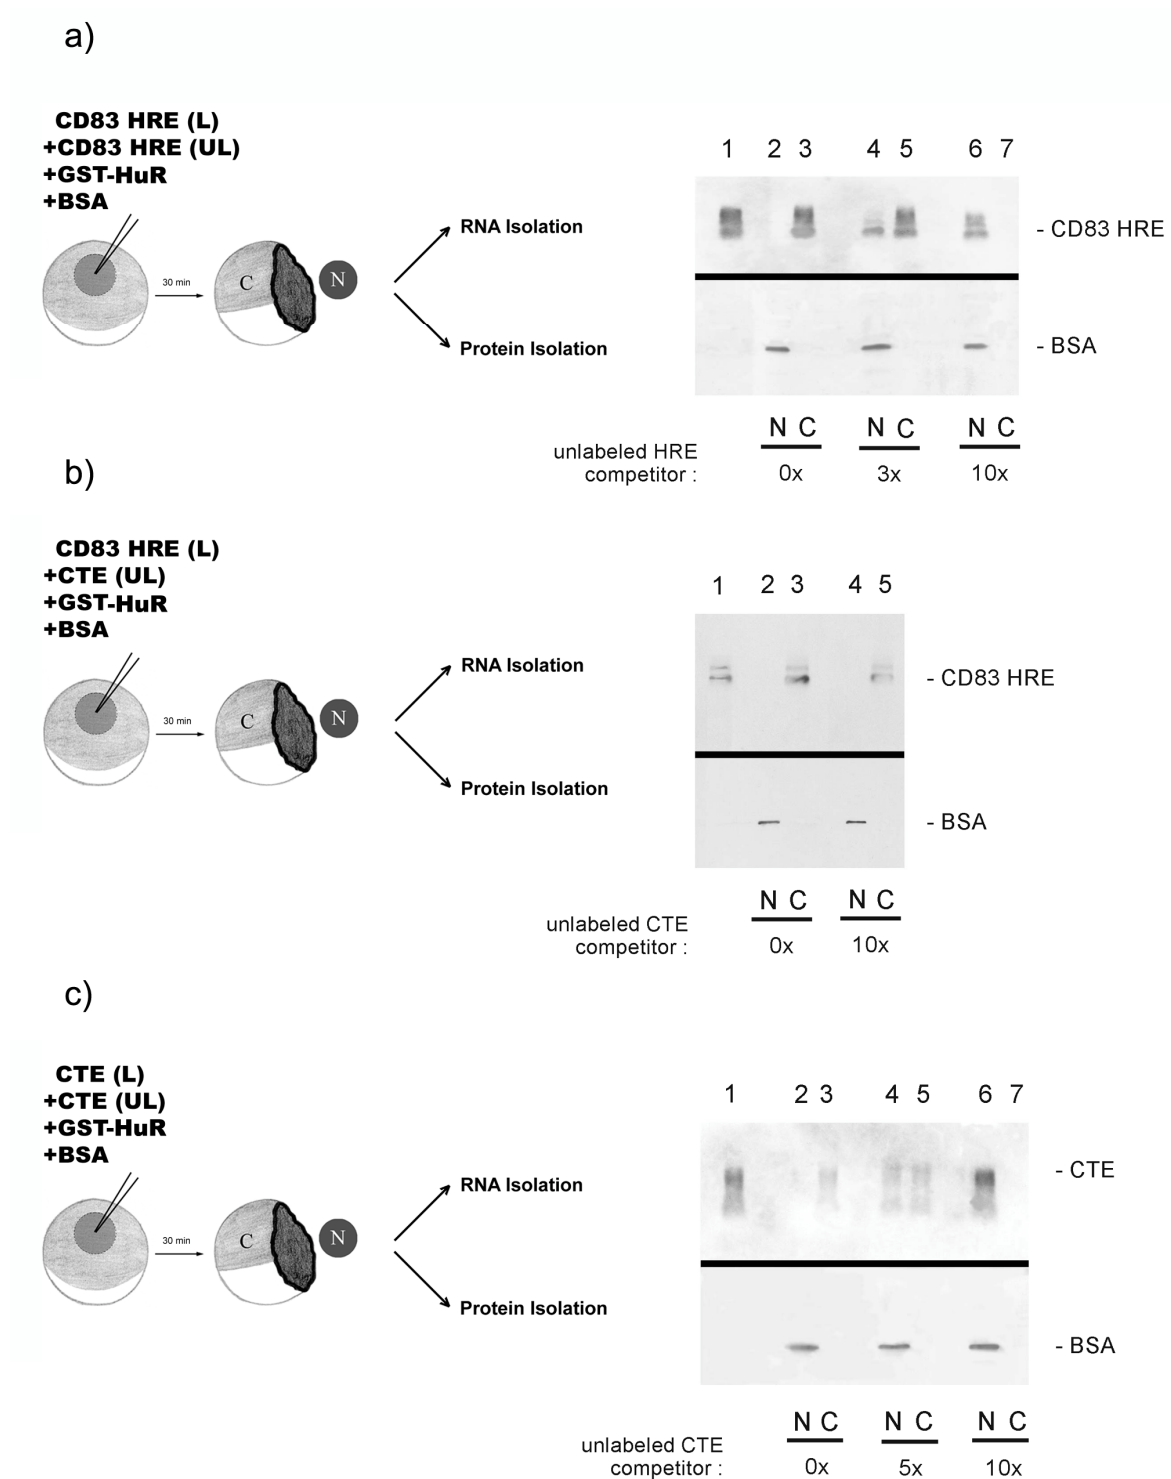 a)
CD83 HRE (L)
+CD83 HRE (UL)
+GST-HuR
+BSA
30 min
C
N
RNA Isolation
Protein Isolation
1 2 3 4 5 6 7
- CD83 HRE
- BSA
N C N C N C
unlabeled HRE
competitor : 0x 3x 10x
b)
CD83 HRE (L)
+CTE (UL)
+GST-HuR
+BSA
30 min
C
N
RNA Isolation
Protein Isolation
1 2 3 4 5
- CD83 HRE
- BSA
N C N C
unlabeled CTE
competitor : 0x 10x
c)
CTE (L)
+CTE (UL)
+GST-HuR
+BSA
30 min
C
N
RNA Isolation
Protein Isolation
1 2 3 4 5 6 7
- CTE
- BSA
N C N C N C
unlabeled CTE
competitor : 0x 5x 10x